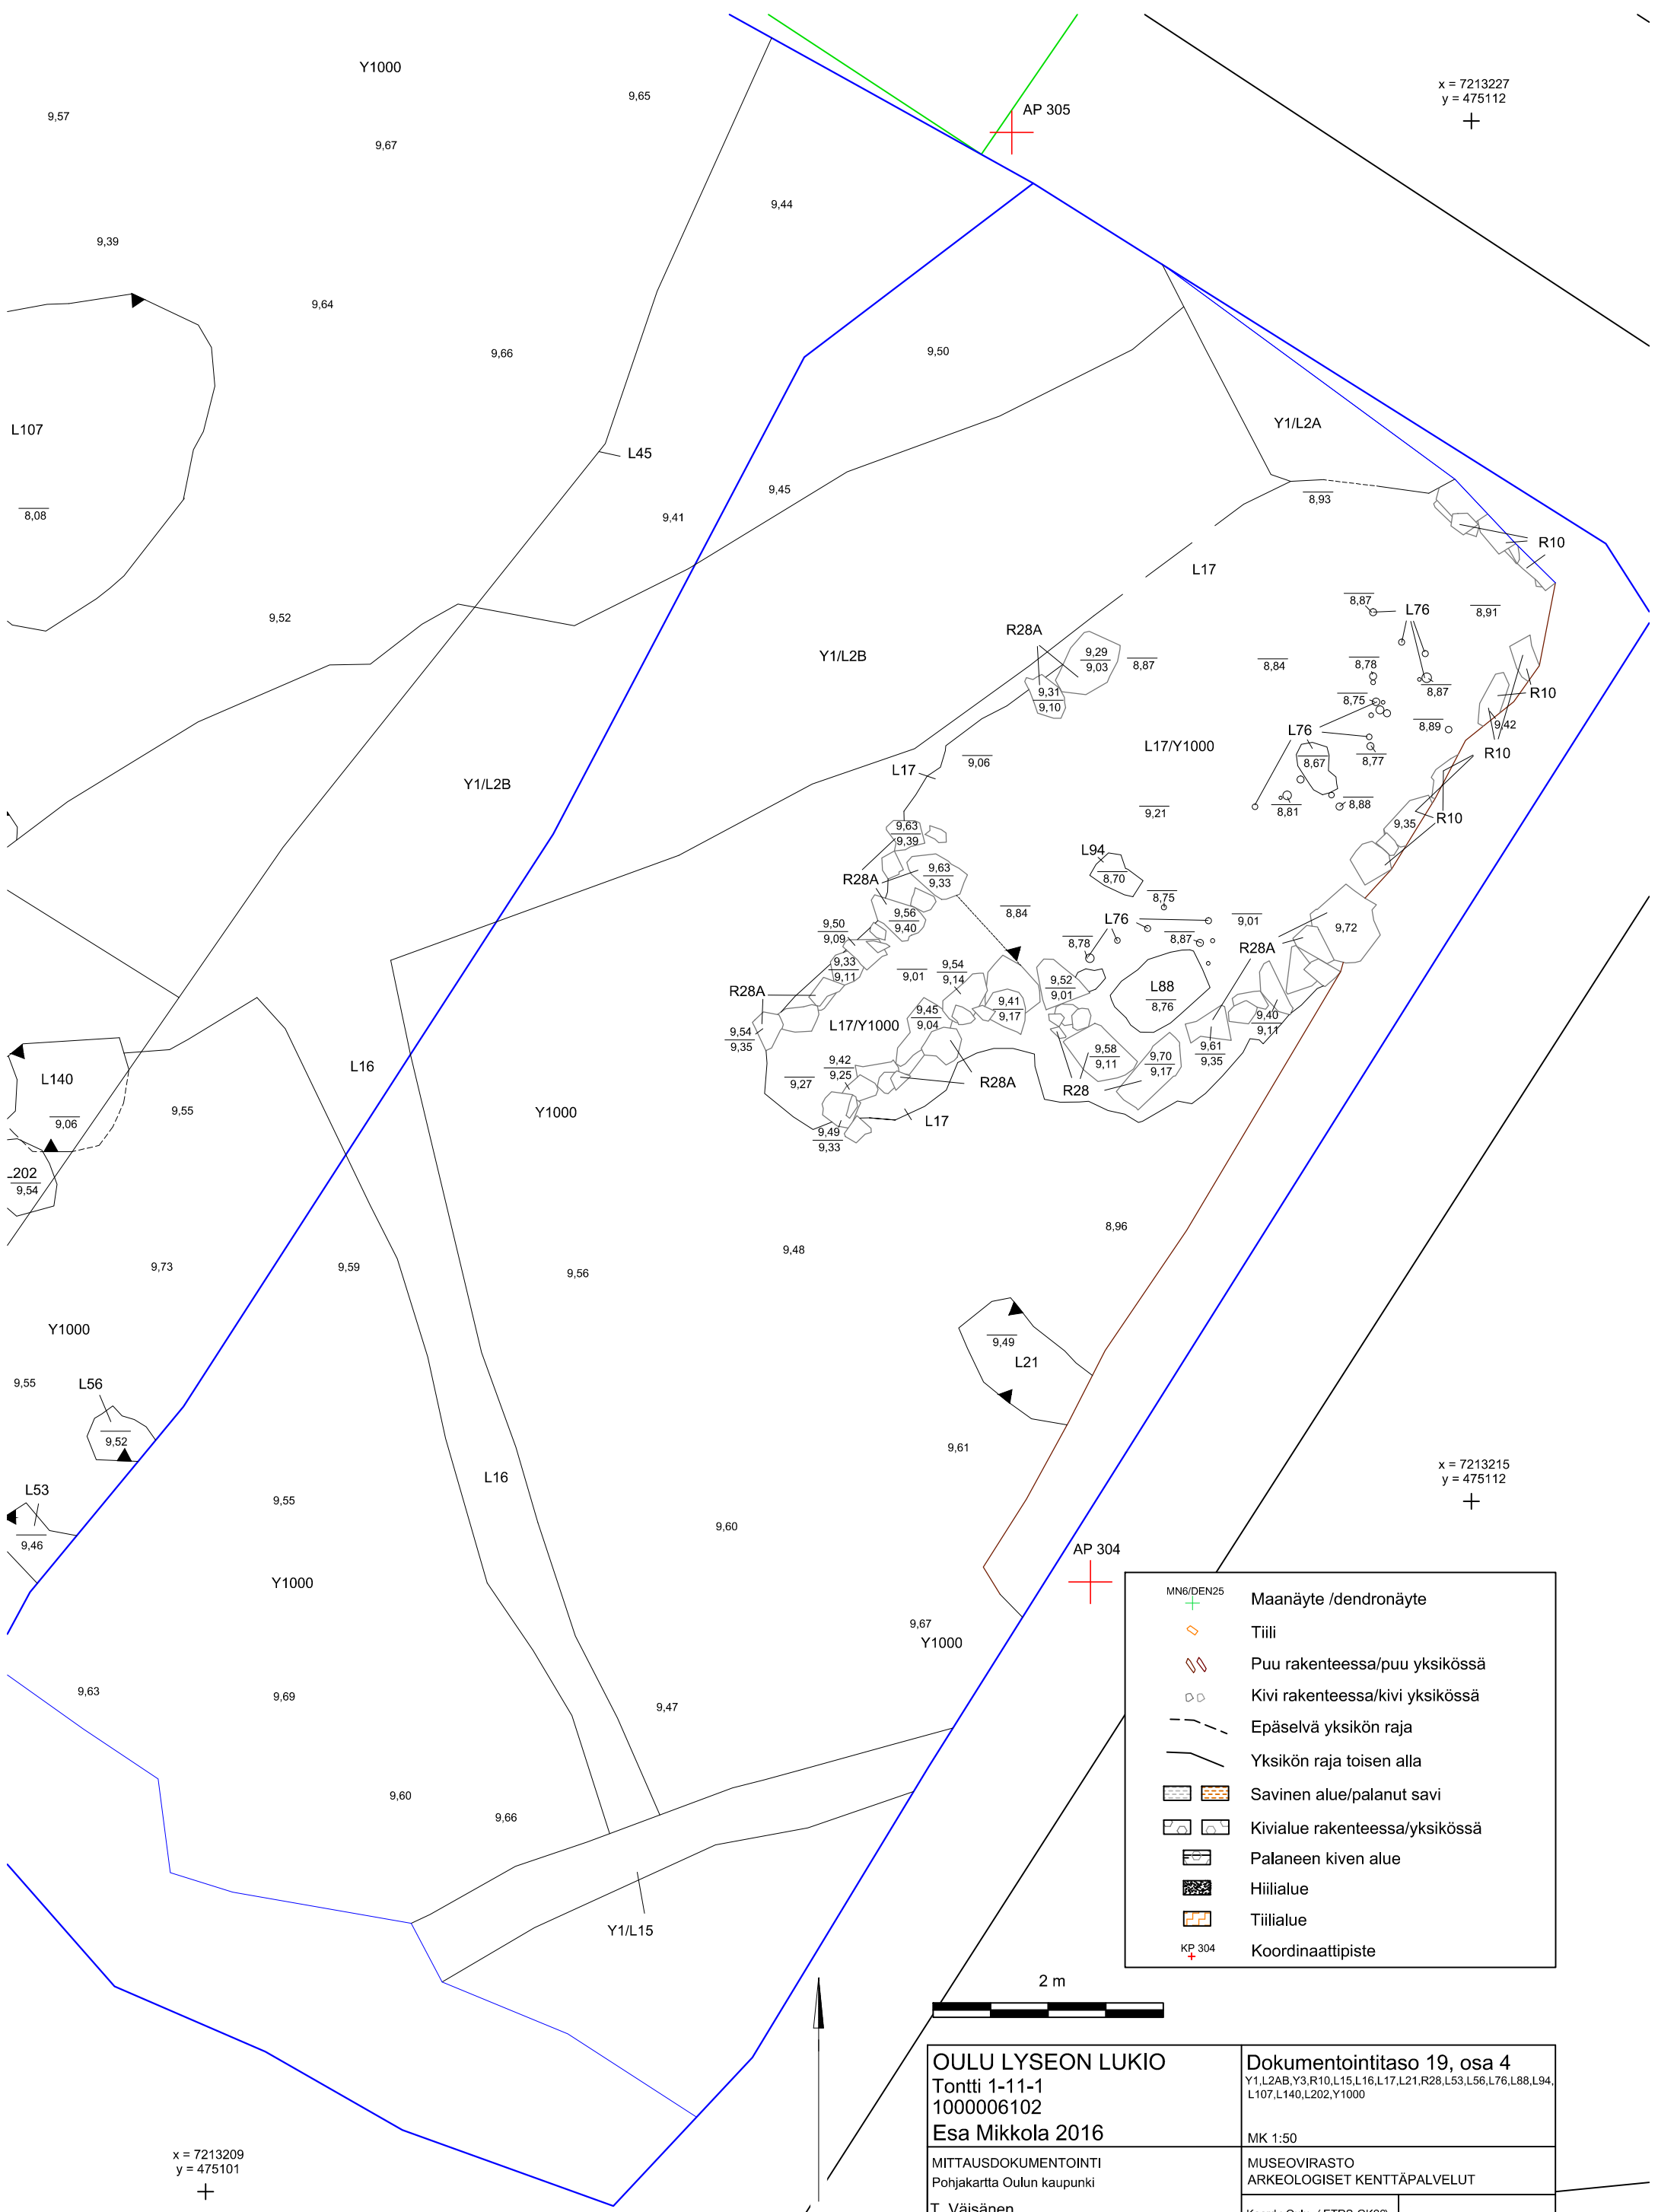 Y1000
9,57
9,65
9,67
AP 305
x = 7213227
y = 475112
9,44
9,39
9,64
9,66
9,50
L107
Y1/L2A
L45
9,45
8,93
9,41
8,08
R10
L17
9,52
8,87
L76
8,91
R28A
Y1/L2B
9,29
9,03
8,87
8,84
8,78
9,31
9,10
8,87
R10
8,75
9,42
8,89
L76
L17/Y1000
R10
8,77
8,67
9,06
L17
Y1/L2B
9,21
8,81
8,88
R10
9,35
9,63
9,39
L94
9,63
9,33
R28A
8,70
8,75
9,56
9,40
8,84
L76
9,01
9,50
9,09
9,72
8,78
8,87
R28A
9,33
9,11
9,01
9,54
9,14
9,52
9,01
L88
8,76
R28A
9,41
9,17
9,45
9,04
L17/Y1000
9,40
9,11
9,54
9,35
9,61
9,35
9,58
9,11
9,70
9,17
9,42
9,25
L16
L140
9,27
R28A
R28
9,55
9,06
Y1000
L17
9,49
9,33
202
9,54
8,96
9,48
9,73
9,59
9,56
Y1000
9,49
L21
9,55
L56
9,52
9,61
x = 7213215
y = 475112
L16
L53
9,55
9,46
9,60
AP 304
Y1000
9,67
Y1000
9,63
9,69
9,47
9,60
9,66
Y1/L15
MN6/DEN25
Maanäyte /dendronäyte
Tiili
Puu rakenteessa/puu yksikössä
Kivi rakenteessa/kivi yksikössä
Epäselvä yksikön raja
Yksikön raja toisen alla
Savinen alue/palanut savi
Kivialue rakenteessa/yksikössä
Palaneen kiven alue
Hiilialue
Tiilialue
KP 304
Koordinaattipiste
2 m
OULU LYSEON LUKIO
Tontti 1-11-1
1000006102
Esa Mikkola 2016
Dokumentointitaso 19, osa 4
Y1,L2AB,Y3,R10,L15,L16,L17,L21,R28,L53,L56,L76,L88,L94,
L107,L140,L202,Y1000
MK 1:50
MITTAUSDOKUMENTOINTI
Pohjakartta Oulun kaupunki
T. Väisänen
MUSEOVIRASTO
ARKEOLOGISET KENTTÄPALVELUT
x = 7213209
y = 475101